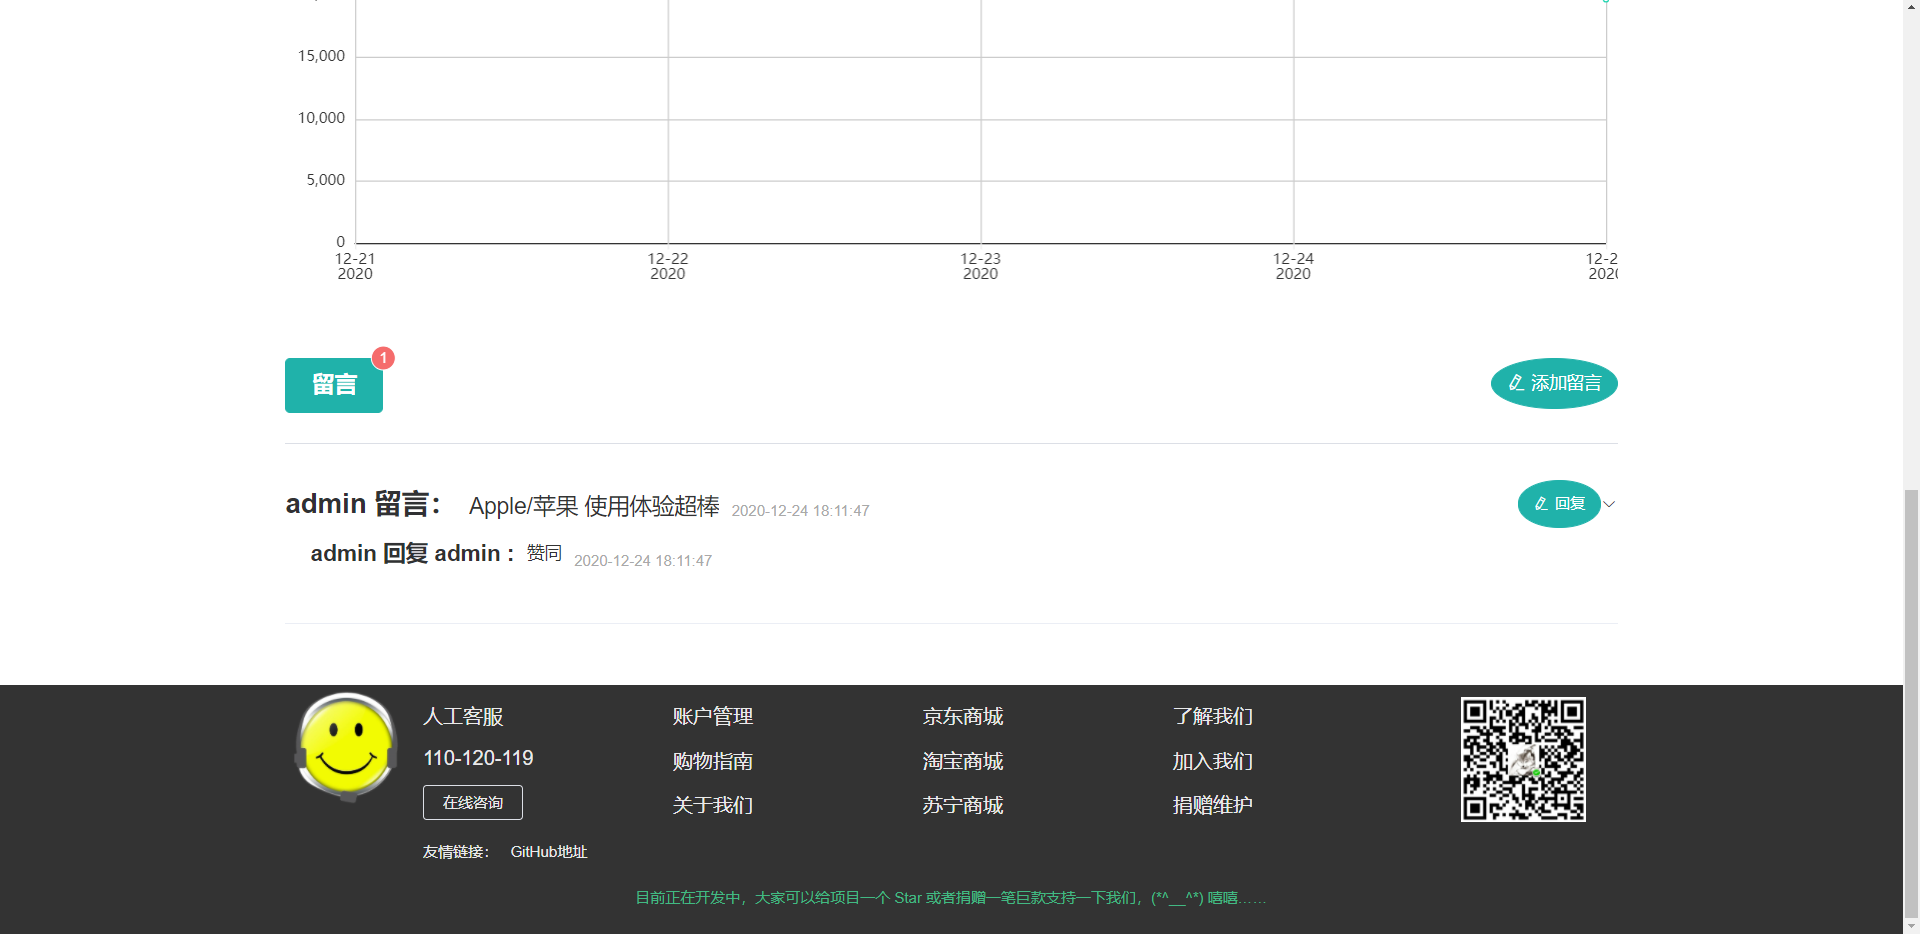 15,000
10,000
5,000
0
12-21 12-22 12-23 12-24 12-2
2020 2020 2020 2020 202
留言 1 添加留言
admin 留言： Apple/苹果 使用体验超棒 2020-12-24 18:11:47 回复
admin 回复 admin : 赞同 2020-12-24 18:11:47
人工客服 账户管理 京东商城 了解我们
110-120-119 购物指南 淘宝商城 加入我们
在线咨询 关于我们 苏宁商城 捐赠维护
友情链接： GitHub地址
目前正在开发中，大家可以给项目一个 Star 或者捐赠一笔巨款支持一下我们，(*^__^*) 嘻嘻……